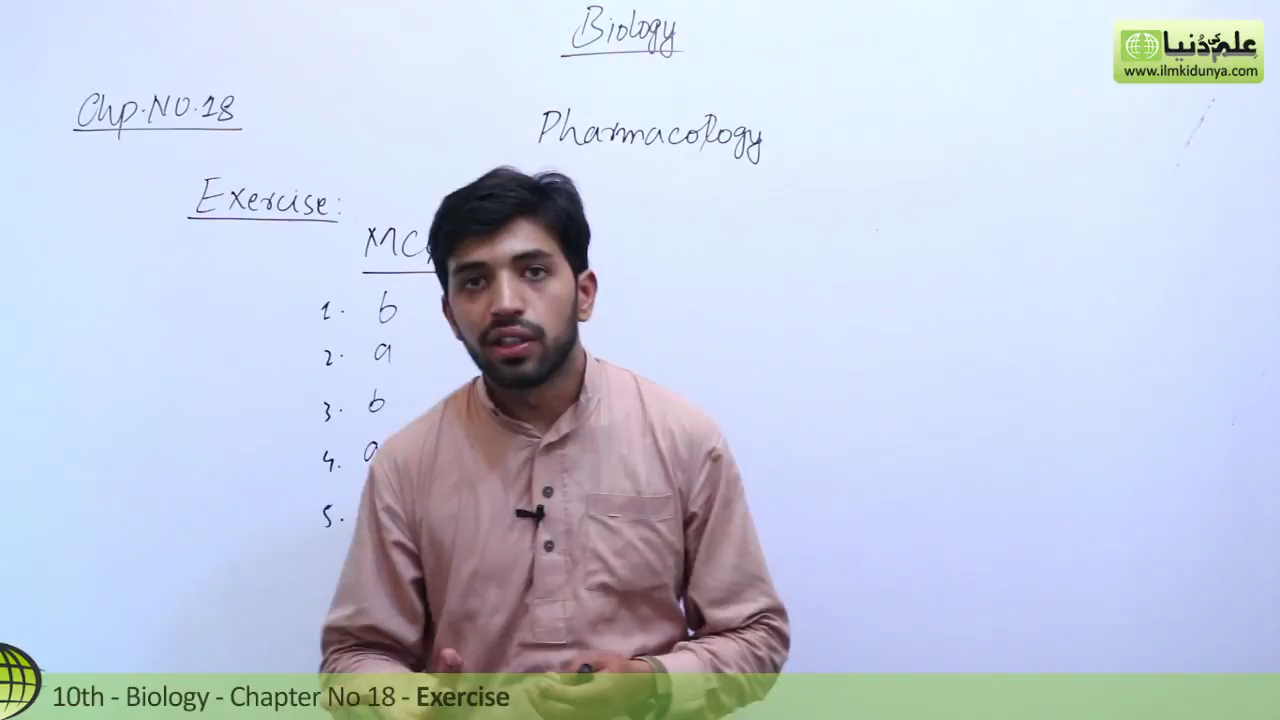 Biology
علم کی دُنیا
www.ilmkidunya.com
Chp.No.18
Pharmacology
Exercise:
1. b
2. a
3. b
4.
5.
10th - Biology - Chapter No 18 - Exercise